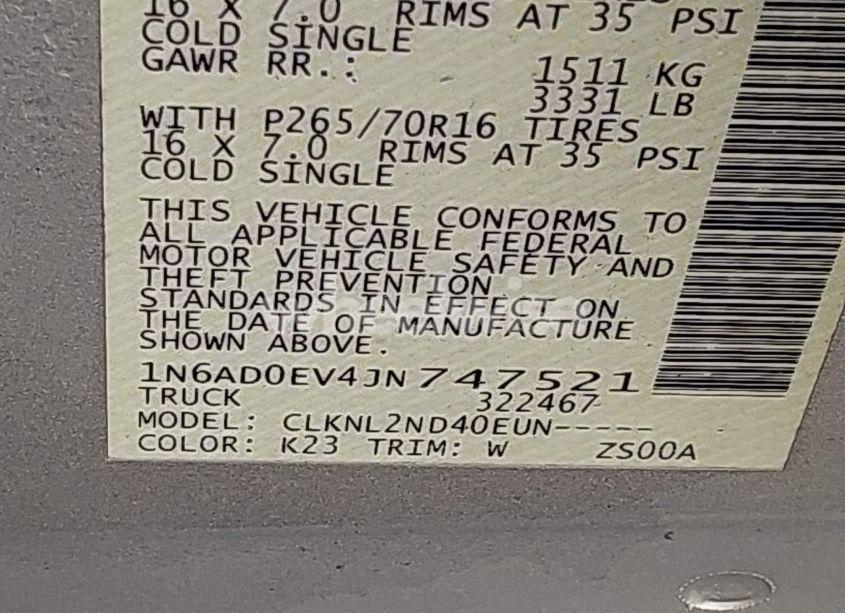 16 X 7.0 RIMS AT 35 PSI
COLD SINGLE
GAWR RR.: 1511 KG
3331 LB
WITH P265/70R16 TIRES
16 X 7.0 RIMS AT 35 PSI
COLD SINGLE
THIS VEHICLE CONFORMS TO
ALL APPLICABLE FEDERAL
MOTOR VEHICLE SAFETY AND
THEFT PREVENTION
STANDARDS IN EFFECT ON
THE DATE OF MANUFACTURE
SHOWN ABOVE.
1N6AD0EV4JN747521
TRUCK 322467
MODEL: CLKNL2ND40EUN-----
COLOR: K23 TRIM: W ZS00A